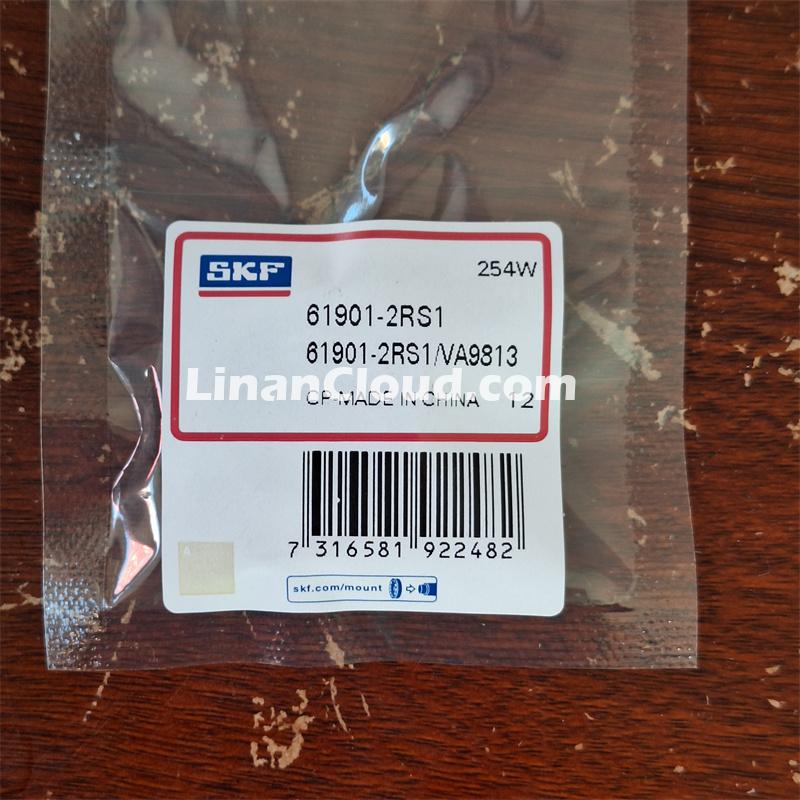 SKF
254W
61901-2RS1
61901-2RS1/VA9813
LinanCloud.com
CP-MADE IN CHINA 12
7 316581 922482
A
skf.com/mount